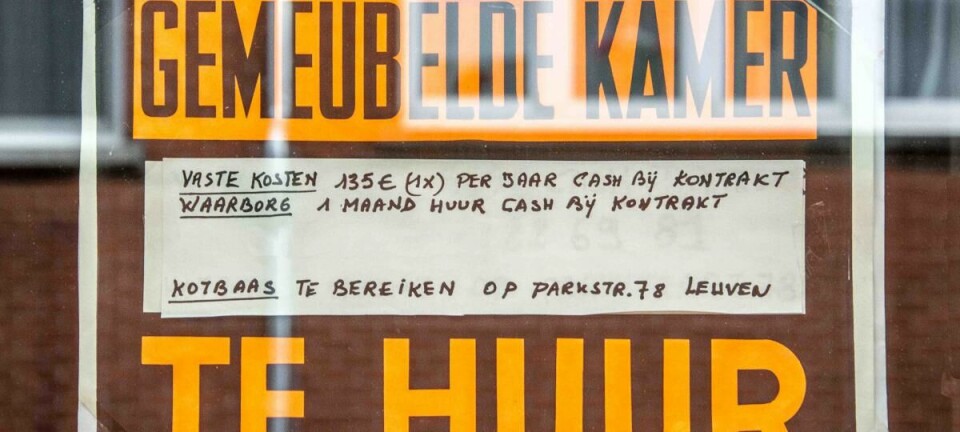 GEMEUBELDE KAMER
VASTE KOSTEN 135€ (1X) PER JAAR CASH BIJ KONTRAKT
WAARBORG 1 MAAND HUUR CASH BIJ KONTRAKT
KOTBAAS TE BEREIKEN OP PARKSTR.78 LEUVEN
TE HUUR